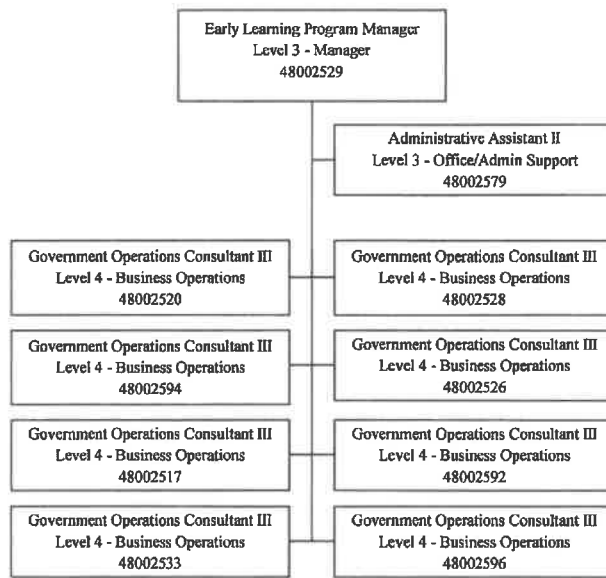 Early Learning Program Manager
Level 3 - Manager
48002529
Administrative Assistant II
Level 3 - Office/Admin Support
48002579
Government Operations Consultant III
Level 4 - Business Operations
48002520
Government Operations Consultant III
Level 4 - Business Operations
48002528
Government Operations Consultant III
Level 4 - Business Operations
48002594
Government Operations Consultant III
Level 4 - Business Operations
48002526
Government Operations Consultant III
Level 4 - Business Operations
48002517
Government Operations Consultant III
Level 4 - Business Operations
48002592
Government Operations Consultant III
Level 4 - Business Operations
48002533
Government Operations Consultant III
Level 4 - Business Operations
48002596